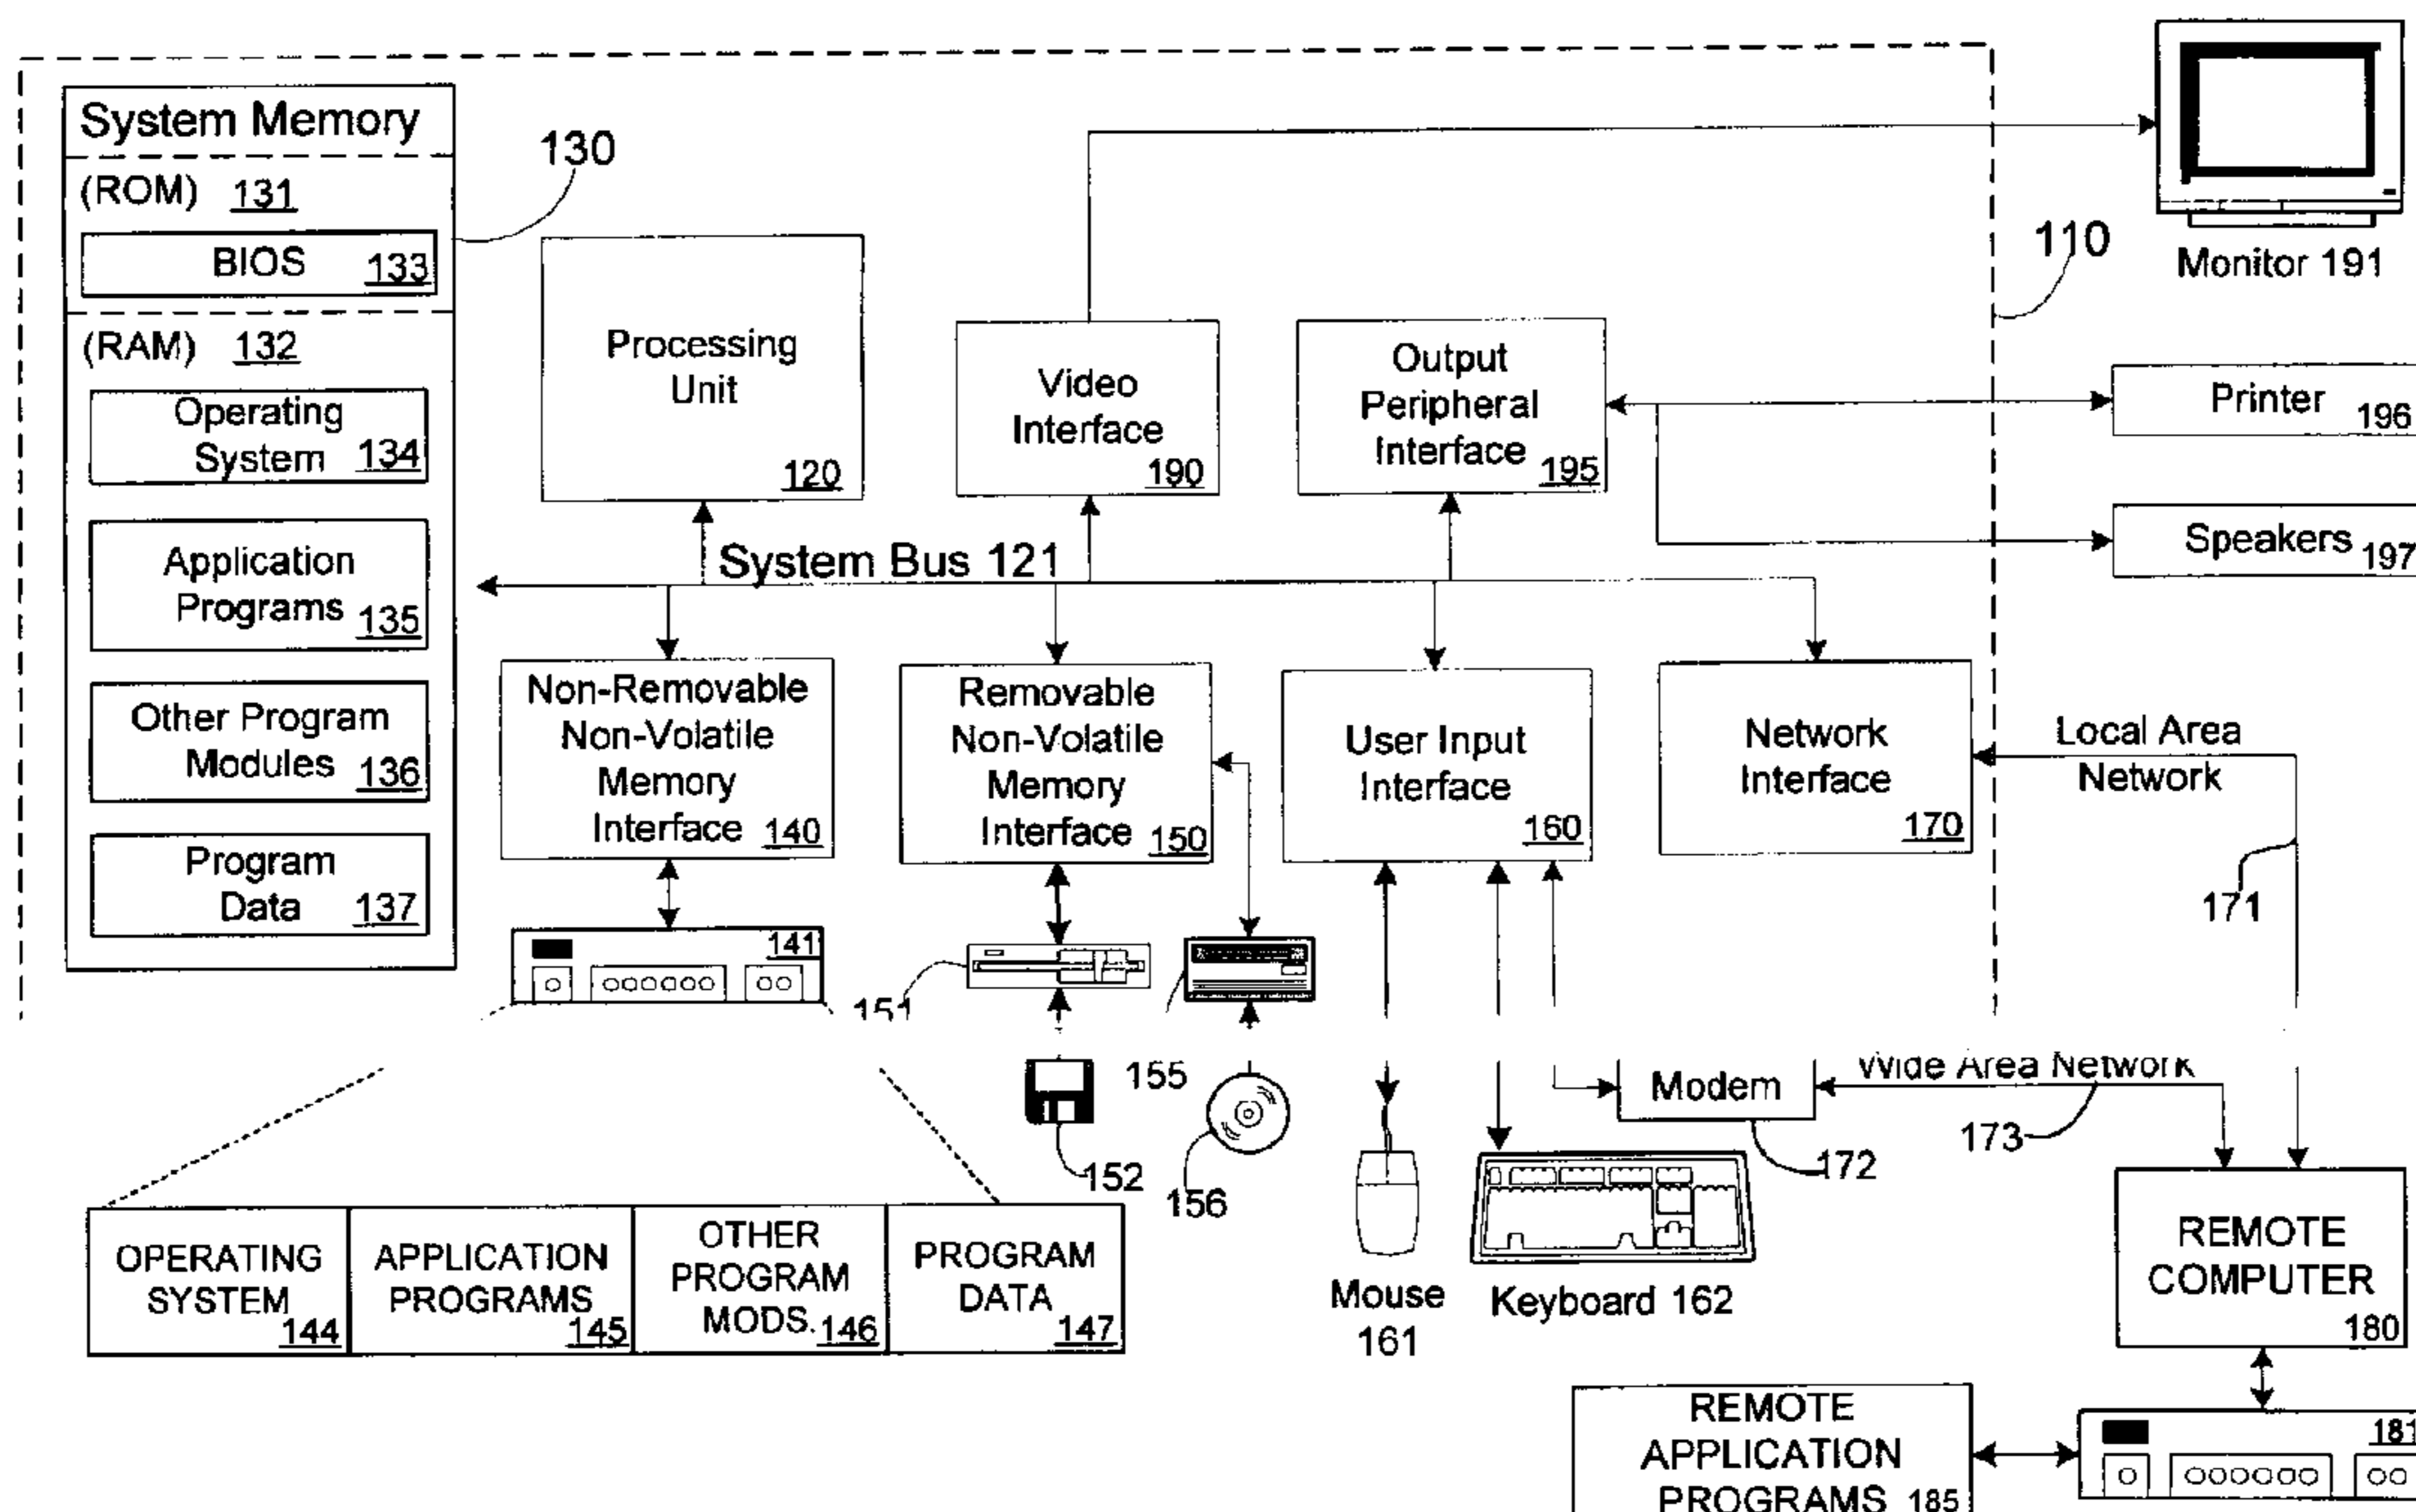 System Memory
(ROM) 131
BIOS 133
(RAM) 132
Operating
System 134
Application
Programs 135
Other Program
Modules 136
Program
Data 137
130
Processing
Unit
120
Video
Interface
190
Output
Peripheral
Interface 195
110
Monitor 191
Printer 196
Speakers 197
System Bus 121
Non-Removable
Non-Volatile
Memory
Interface 140
Removable
Non-Volatile
Memory
Interface 150
User Input
Interface
160
Network
Interface
170
Local Area
Network
171
141
151
155
152
156
Modem
172
Wide Area Network
173
OPERATING
SYSTEM
144
APPLICATION
PROGRAMS
145
OTHER
PROGRAM
MODS. 146
PROGRAM
DATA
147
Mouse
161
Keyboard 162
REMOTE
COMPUTER
180
REMOTE
APPLICATION
PROGRAMS 185
181